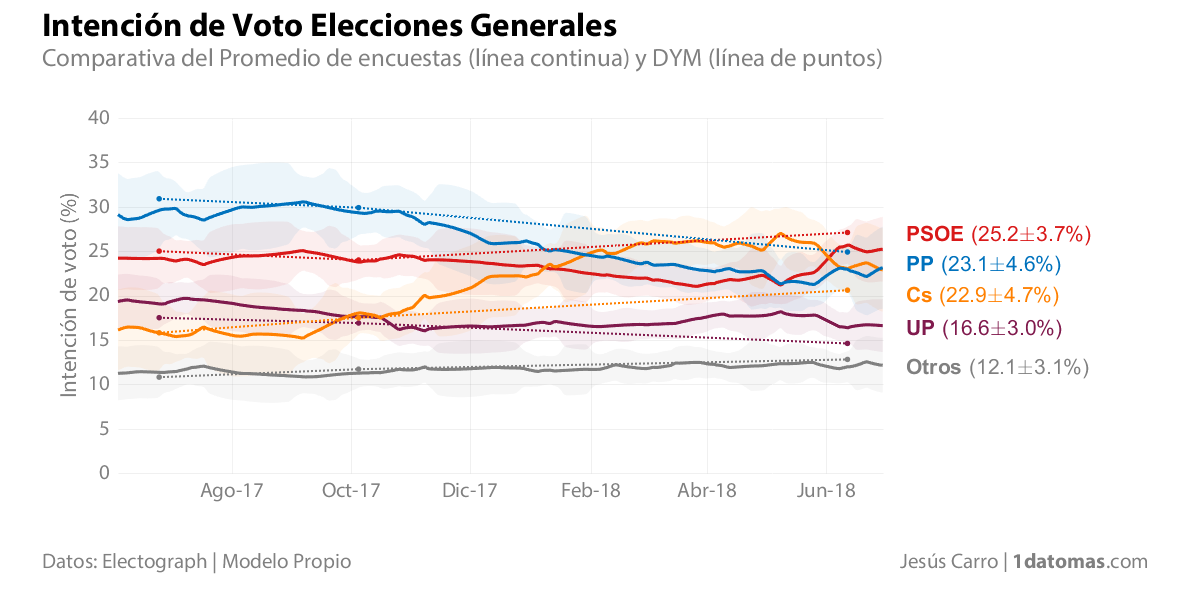 Intención de Voto Elecciones Generales
Comparativa del Promedio de encuestas (línea continua) y DYM (línea de puntos)
Intención de voto (%)
40
35
30
25
20
15
10
5
0
Ago-17 Oct-17 Dic-17 Feb-18 Abr-18 Jun-18
PSOE (25.2±3.7%)
PP (23.1±4.6%)
Cs (22.9±4.7%)
UP (16.6±3.0%)
Otros (12.1±3.1%)
Datos: Electograph | Modelo Propio
Jesús Carro | 1datomas.com